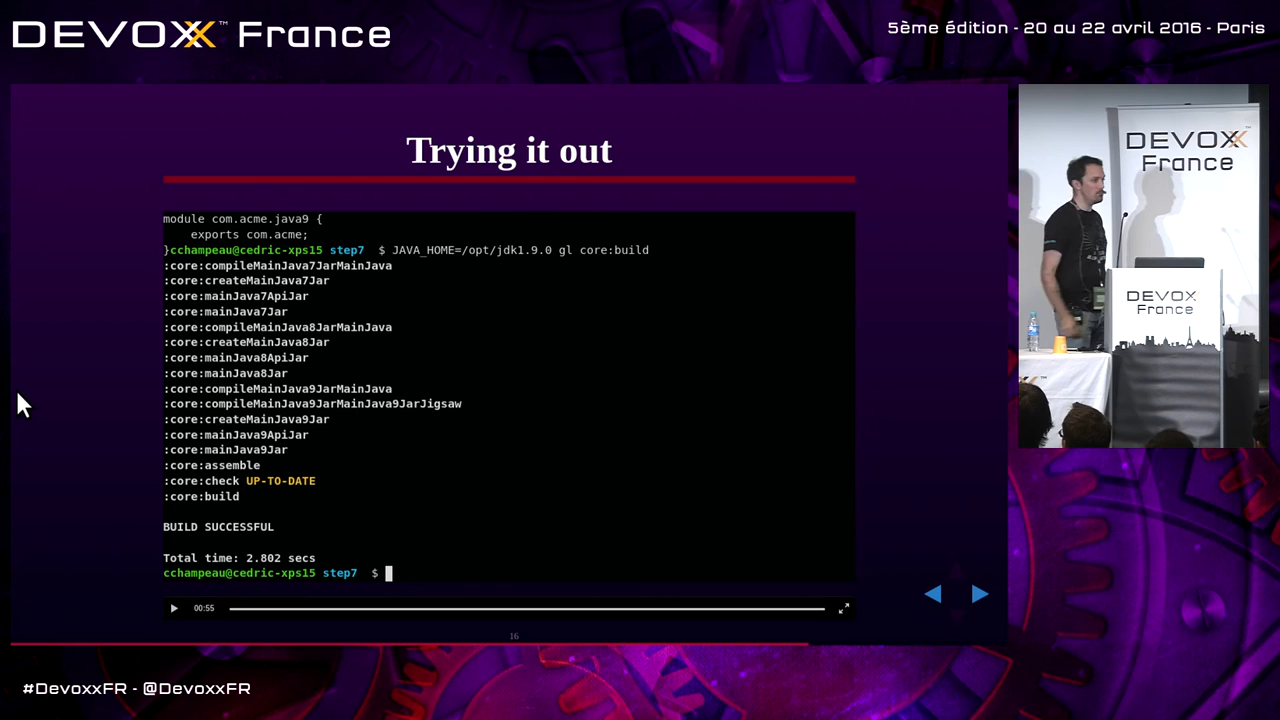 DEVOXX™ France
5ème édition - 20 au 22 avril 2016 - Paris
Trying it out
module com.acme.java9 {
    exports com.acme;
}cchampeau@cedric-xps15 step7  $ JAVA_HOME=/opt/jdk1.9.0 gl core:build
:core:compileMainJava7JarMainJava
:core:createMainJava7Jar
:core:mainJava7ApiJar
:core:mainJava7Jar
:core:compileMainJava8JarMainJava
:core:createMainJava8Jar
:core:mainJava8ApiJar
:core:mainJava8Jar
:core:compileMainJava9JarMainJava
:core:compileMainJava9JarMainJava9JarJigsaw
:core:createMainJava9Jar
:core:mainJava9ApiJar
:core:mainJava9Jar
:core:assemble
:core:check UP-TO-DATE
:core:build
BUILD SUCCESSFUL
Total time: 2.802 secs
cchampeau@cedric-xps15 step7  $
00:55
16
DEVOXX™
France
DEVOXX
France
#DevoxxFR - @DevoxxFR